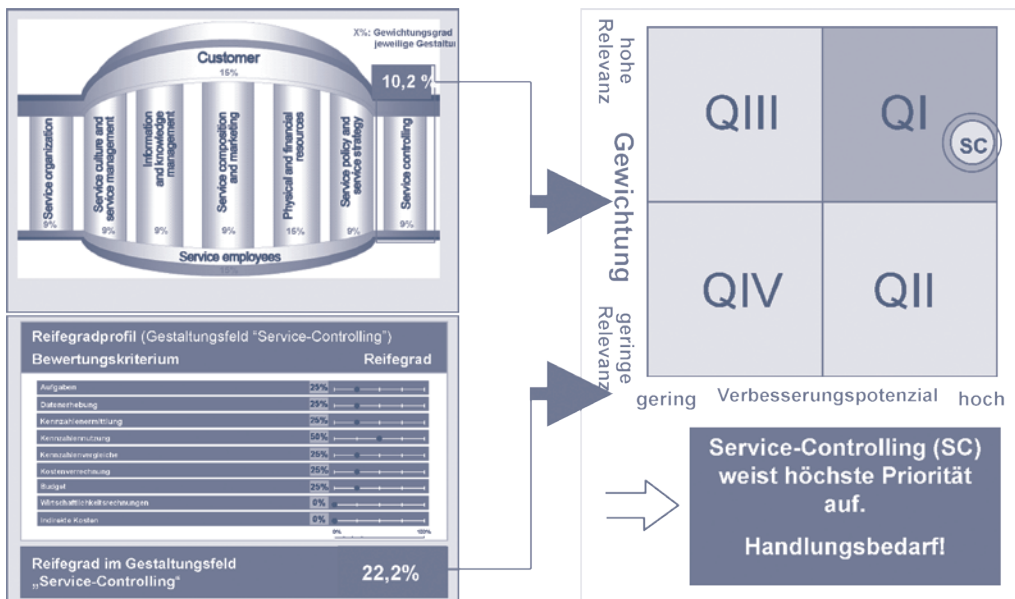 X%: Gewichtungsgrad
jeweilige Gestaltu
Customer
15%
10,2 %
Service organization
9%
Service culture and
service management
9%
Information
and knowledge
management
9%
Service composition
and marketing
9%
Physical and financial
resources
15%
Service policy and
service strategy
9%
Service controlling
9%
Service employees
15%
Reifegradprofil (Gestaltungsfeld "Service-Controlling")
Bewertungskriterium Reifegrad
Aufgaben 25%
Datenerhebung 25%
Kennzahlenermittlung 25%
Kennzahlennutzung 50%
Kennzahlenvergleiche 25%
Kostenverrechnung 25%
Budget 25%
Wirtschaftlichkeitsrechnungen 0%
Indirekte Kosten 0%
0% 100%
Reifegrad im Gestaltungsfeld
„Service-Controlling“
22,2%
hohe
Relevanz
Gewichtung
geringe
Relevanz
QIII
QI
SC
QIV
QII
gering Verbesserungspotenzial hoch
Service-Controlling (SC)
weist höchste Priorität
auf.
Handlungsbedarf!